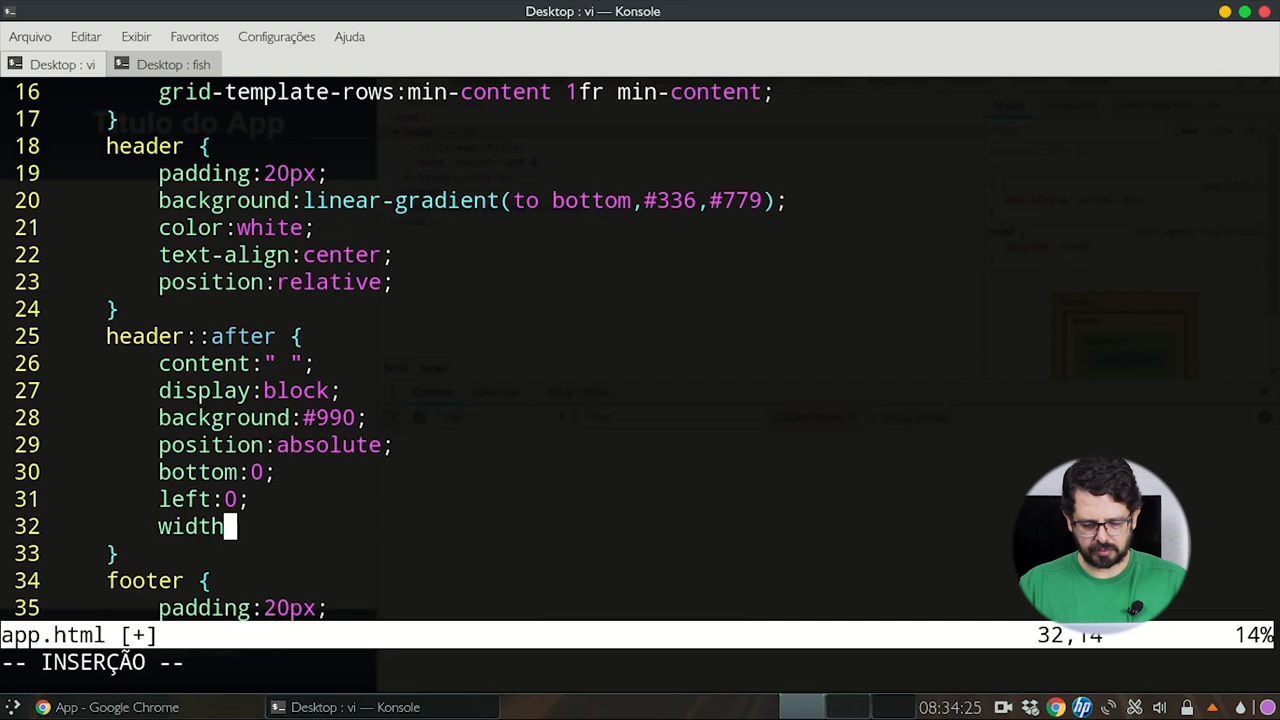 Desktop : vi — Konsole
Arquivo Editar Exibir Favoritos Configurações Ajuda
Desktop : vi Desktop : fish
16 grid-template-rows:min-content 1fr min-content;
17 }
Título do App
18 header {
19 padding:20px;
20 background:linear-gradient(to bottom,#336,#779);
21 color:white;
22 text-align:center;
23 position:relative;
24 }
25 header::after {
26 content:" ";
27 display:block;
28 background:#990;
29 position:absolute;
30 bottom:0;
31 left:0;
32 width
33 }
34 footer {
35 padding:20px;
app.html [+] 32,14 14%
-- INSERÇÃO --
App - Google Chrome Desktop : vi — Konsole 08:34:25